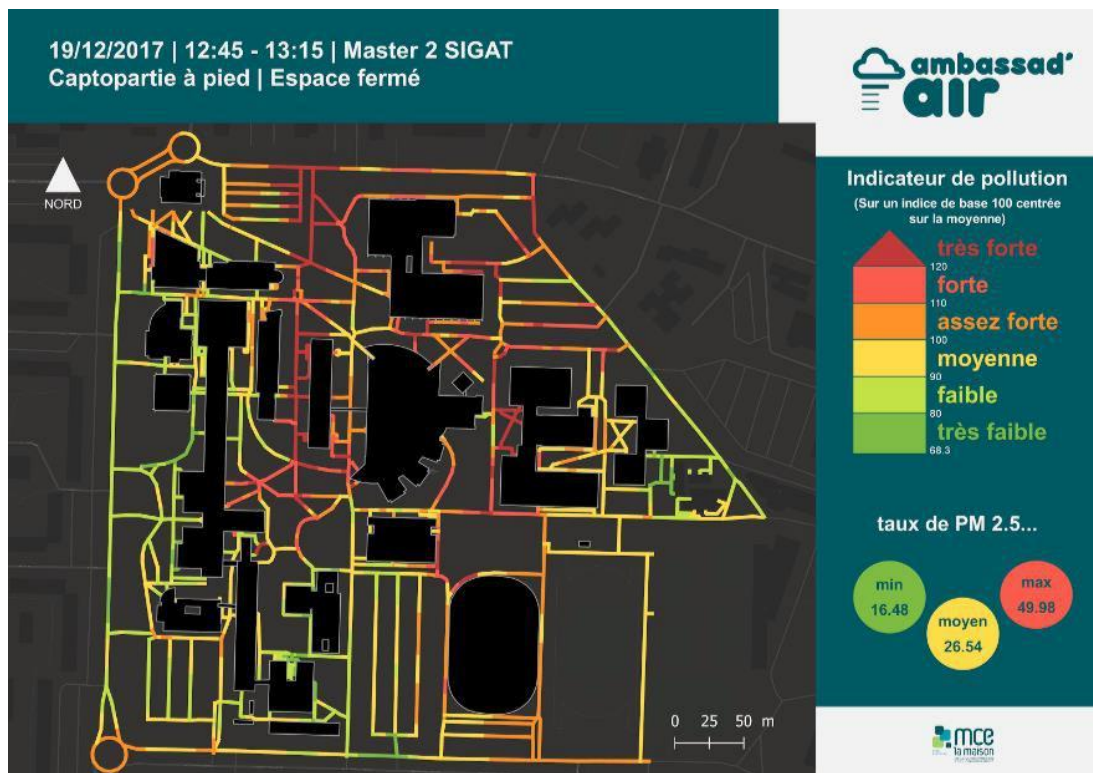 19/12/2017 | 12:45 - 13:15 | Master 2 SIGAT
Captopartie à pied | Espace fermé
ambassad'
air
NORD
Indicateur de pollution
(Sur un indice de base 100 centrée
sur la moyenne)
très forte
120
forte
110
assez forte
100
moyenne
90
faible
80
très faible
68.3
taux de PM 2.5...
min
16.48
moyen
26.54
max
49.98
0 25 50 m
mce
la maison